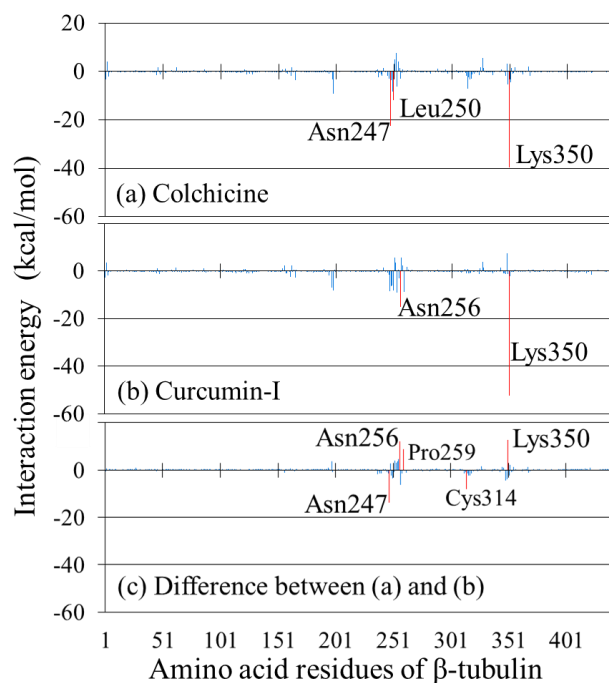 20
0
-20
-40
-60
Leu250
Asn247
Lys350
(a) Colchicine
0
-20
-40
-60
Asn256
Lys350
(b) Curcumin-I
0
-20
-40
-60
Asn256
Pro259
Lys350
Asn247
Cys314
(c) Difference between (a) and (b)
1 51 101 151 201 251 301 351 401
Interaction energy (kcal/mol)
Amino acid residues of β-tubulin